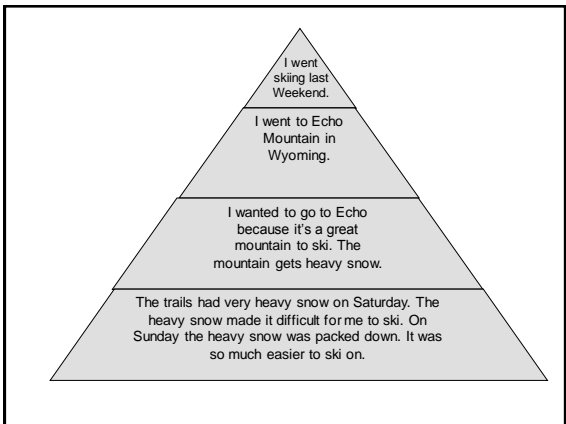 I went
skiing last
Weekend.
I went to Echo
Mountain in
Wyoming.
I wanted to go to Echo
because it's a great
mountain to ski. The
mountain gets heavy snow.
The trails had very heavy snow on Saturday. The
heavy snow made it difficult for me to ski. On
Sunday the heavy snow was packed down. It was
so much easier to ski on.